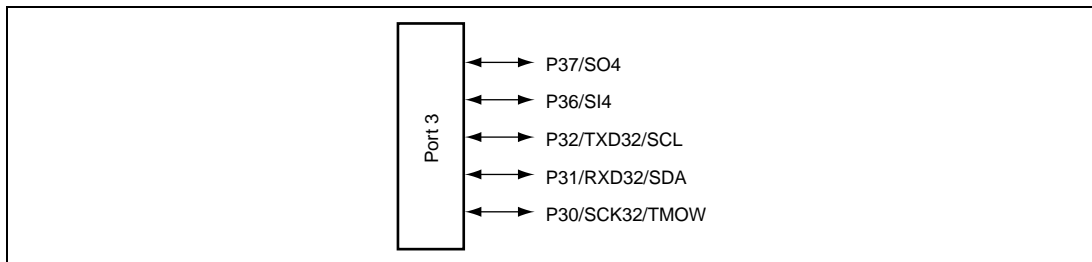 Port 3
P37/SO4
P36/SI4
P32/TXD32/SCL
P31/RXD32/SDA
P30/SCK32/TMOW